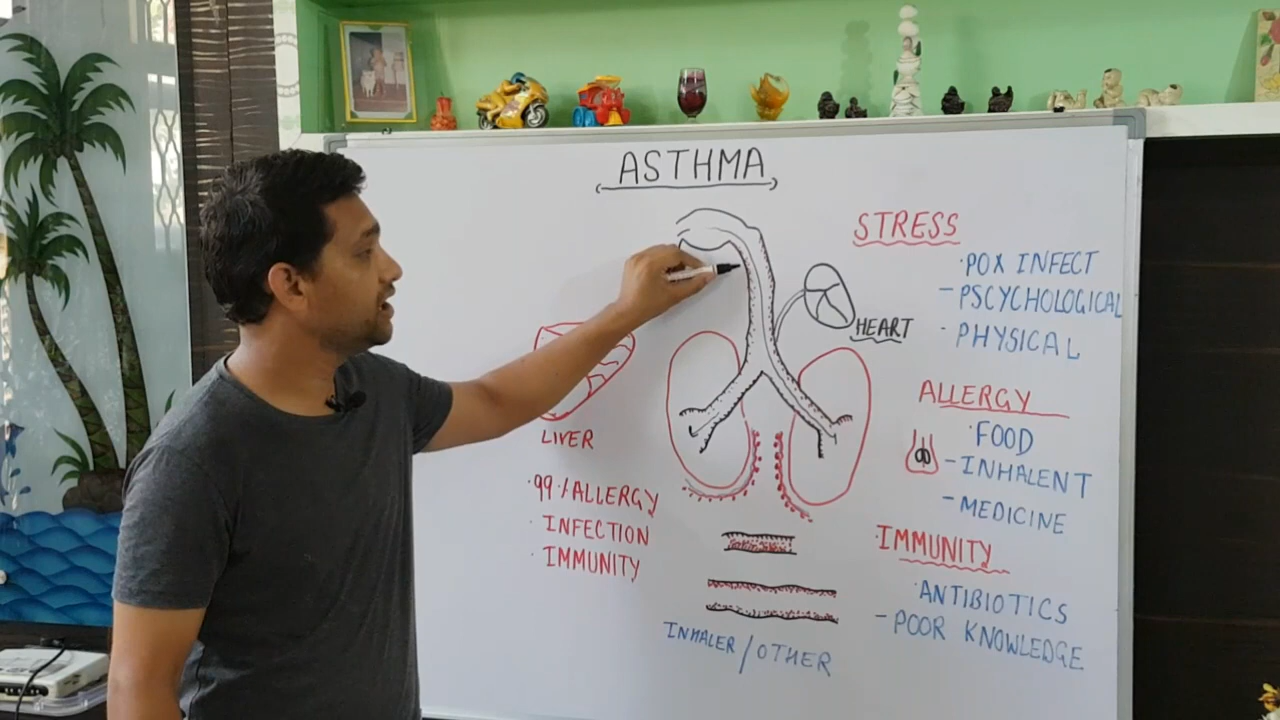 ASTHMA
STRESS
· POX INFECT
- PSCYCHOLOGICAL
· PHYSICAL
HEART
ALLERGY
· FOOD
- INHALENT
- MEDICINE
LIVER
· 99% ALLERGY
· INFECTION
· IMMUNITY
· IMMUNITY
· ANTIBIOTICS
- POOR KNOWLEDGE
INHALER / OTHER